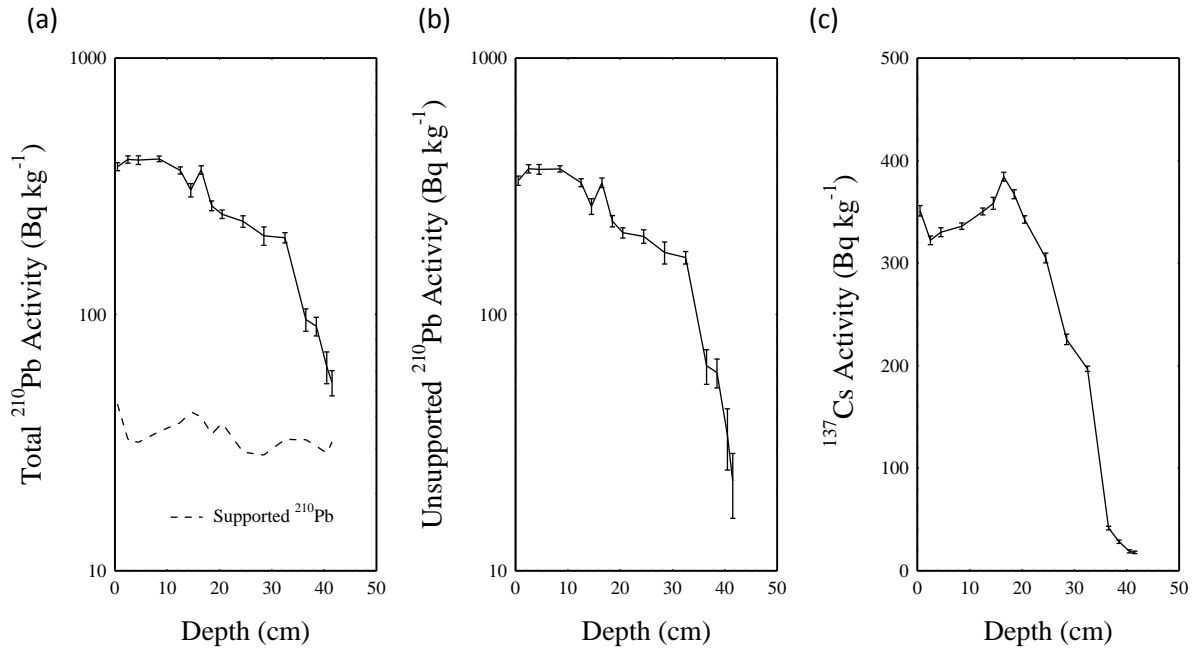 (a)
Total ²¹⁰Pb Activity (Bq kg⁻¹)
1000
100
10
0 10 20 30 40 50
Depth (cm)
Supported ²¹⁰Pb
(b)
Unsupported ²¹⁰Pb Activity (Bq kg⁻¹)
1000
100
10
0 10 20 30 40 50
Depth (cm)
(c)
¹³⁷Cs Activity (Bq kg⁻¹)
500
400
300
200
100
0
0 10 20 30 40 50
Depth (cm)